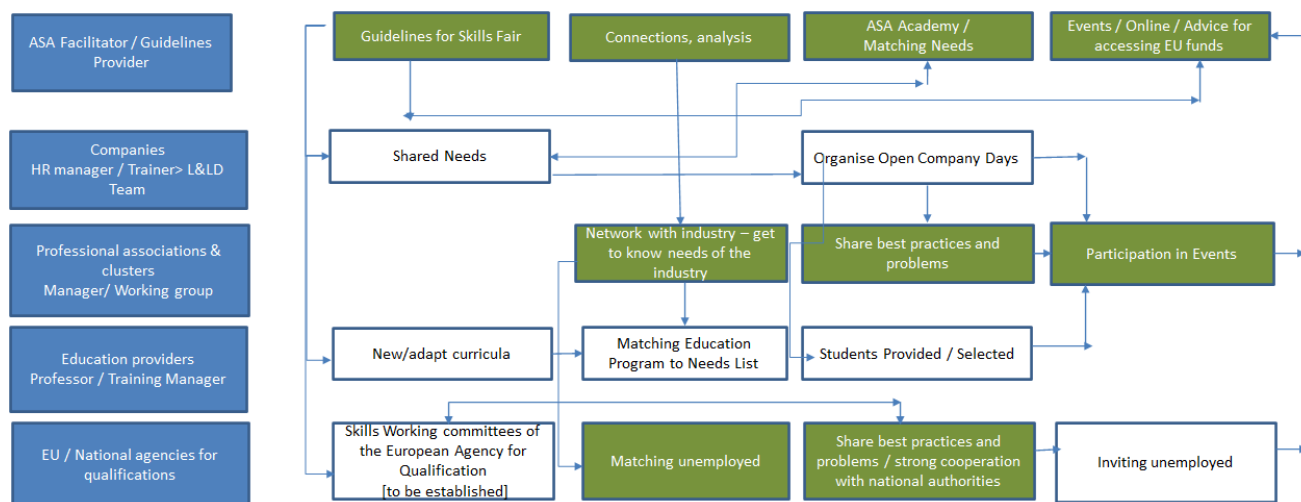 ASA Facilitator / Guidelines
Provider
Guidelines for Skills Fair
Connections, analysis
ASA Academy /
Matching Needs
Events / Online / Advice for
accessing EU funds
Companies
HR manager / Trainer> L&LD
Team
Shared Needs
Organise Open Company Days
Professional associations &
clusters
Manager/ Working group
Network with industry – get
to know needs of the
industry
Share best practices and
problems
Participation in Events
Education providers
Professor / Training Manager
New/adapt curricula
Matching Education
Program to Needs List
Students Provided / Selected
EU / National agencies for
qualifications
Skills Working committees of
the European Agency for
Qualification
[to be established]
Matching unemployed
Share best practices and
problems / strong cooperation
with national authorities
Inviting unemployed